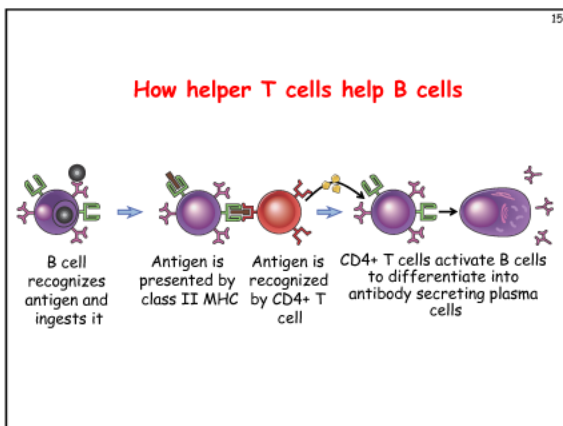 15
How helper T cells help B cells
B cell
recognizes
antigen and
ingests it
Antigen is
presented by
class II MHC
Antigen is
recognized
by CD4+ T
cell
CD4+ T cells activate B cells
to differentiate into
antibody secreting plasma
cells